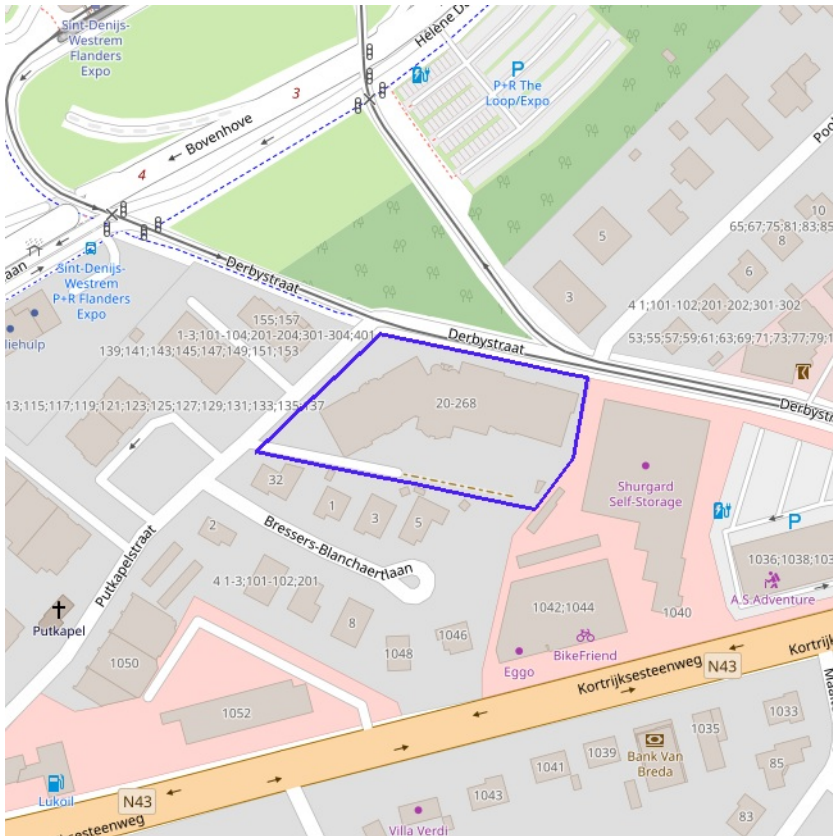 Sint-Denijs-
Westrem
Flanders
Expo
Hélène Du
3
P
P+R The
Loop/Expo
Bovenhove
4
10
65;67;75;81;83;85
8
5
6
Sint-Denijs-
Westrem
P+R Flanders
Expo
laan
Derbystraat
3
4 1;101-102,201-202;301-302
liehulp
155;157
1-3;101-104;201-204;301-304;401
139;141;143;145;147;149;151;153
Derbystraat
53;55;57;59;61;63;69;71;73;77;79;1
13;115;117;119;121;123;125;127;129;131;133;135;137
20-268
Derbystr
32
Shurgard
Self-Storage
1
3
5
2
Bressers-Blanchaertlaan
P
Putkapelstraat
4 1-3;101-102;201
1036;1038;103
A.S.Adventure
Putkapel
8
1042;1044
1040
1046
1048
Eggo
BikeFriend
1050
Kortrijksesteenweg
N43
Kortrijk
1052
1033
1035
Bank Van
Breda
1039
1041
85
Lukoil
N43
1043
83
ksesteenweg
Villa Verdi